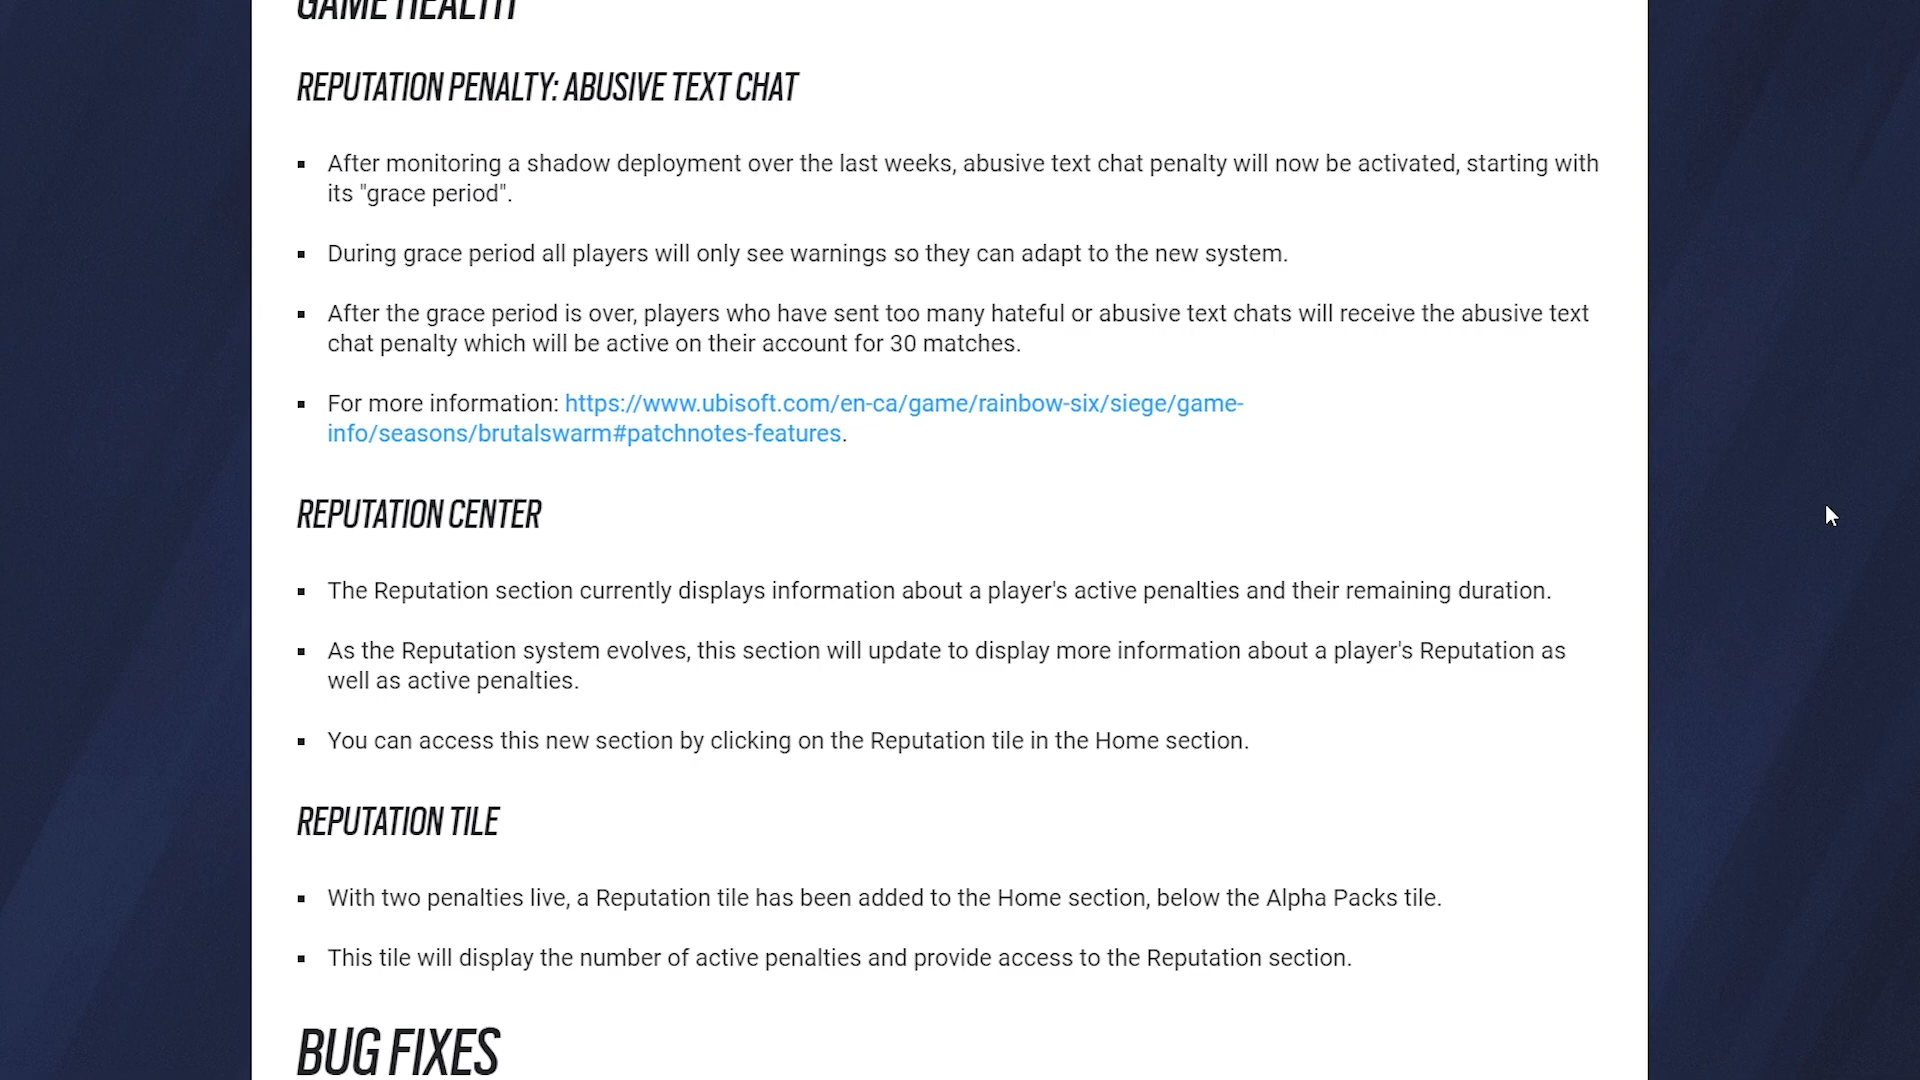 GAME HEALTH
REPUTATION PENALTY: ABUSIVE TEXT CHAT
After monitoring a shadow deployment over the last weeks, abusive text chat penalty will now be activated, starting with
its "grace period".
During grace period all players will only see warnings so they can adapt to the new system.
After the grace period is over, players who have sent too many hateful or abusive text chats will receive the abusive text
chat penalty which will be active on their account for 30 matches.
For more information: https://www.ubisoft.com/en-ca/game/rainbow-six/siege/game-
info/seasons/brutalswarm#patchnotes-features.
REPUTATION CENTER
The Reputation section currently displays information about a player's active penalties and their remaining duration.
As the Reputation system evolves, this section will update to display more information about a player's Reputation as
well as active penalties.
You can access this new section by clicking on the Reputation tile in the Home section.
REPUTATION TILE
With two penalties live, a Reputation tile has been added to the Home section, below the Alpha Packs tile.
This tile will display the number of active penalties and provide access to the Reputation section.
BUG FIXES